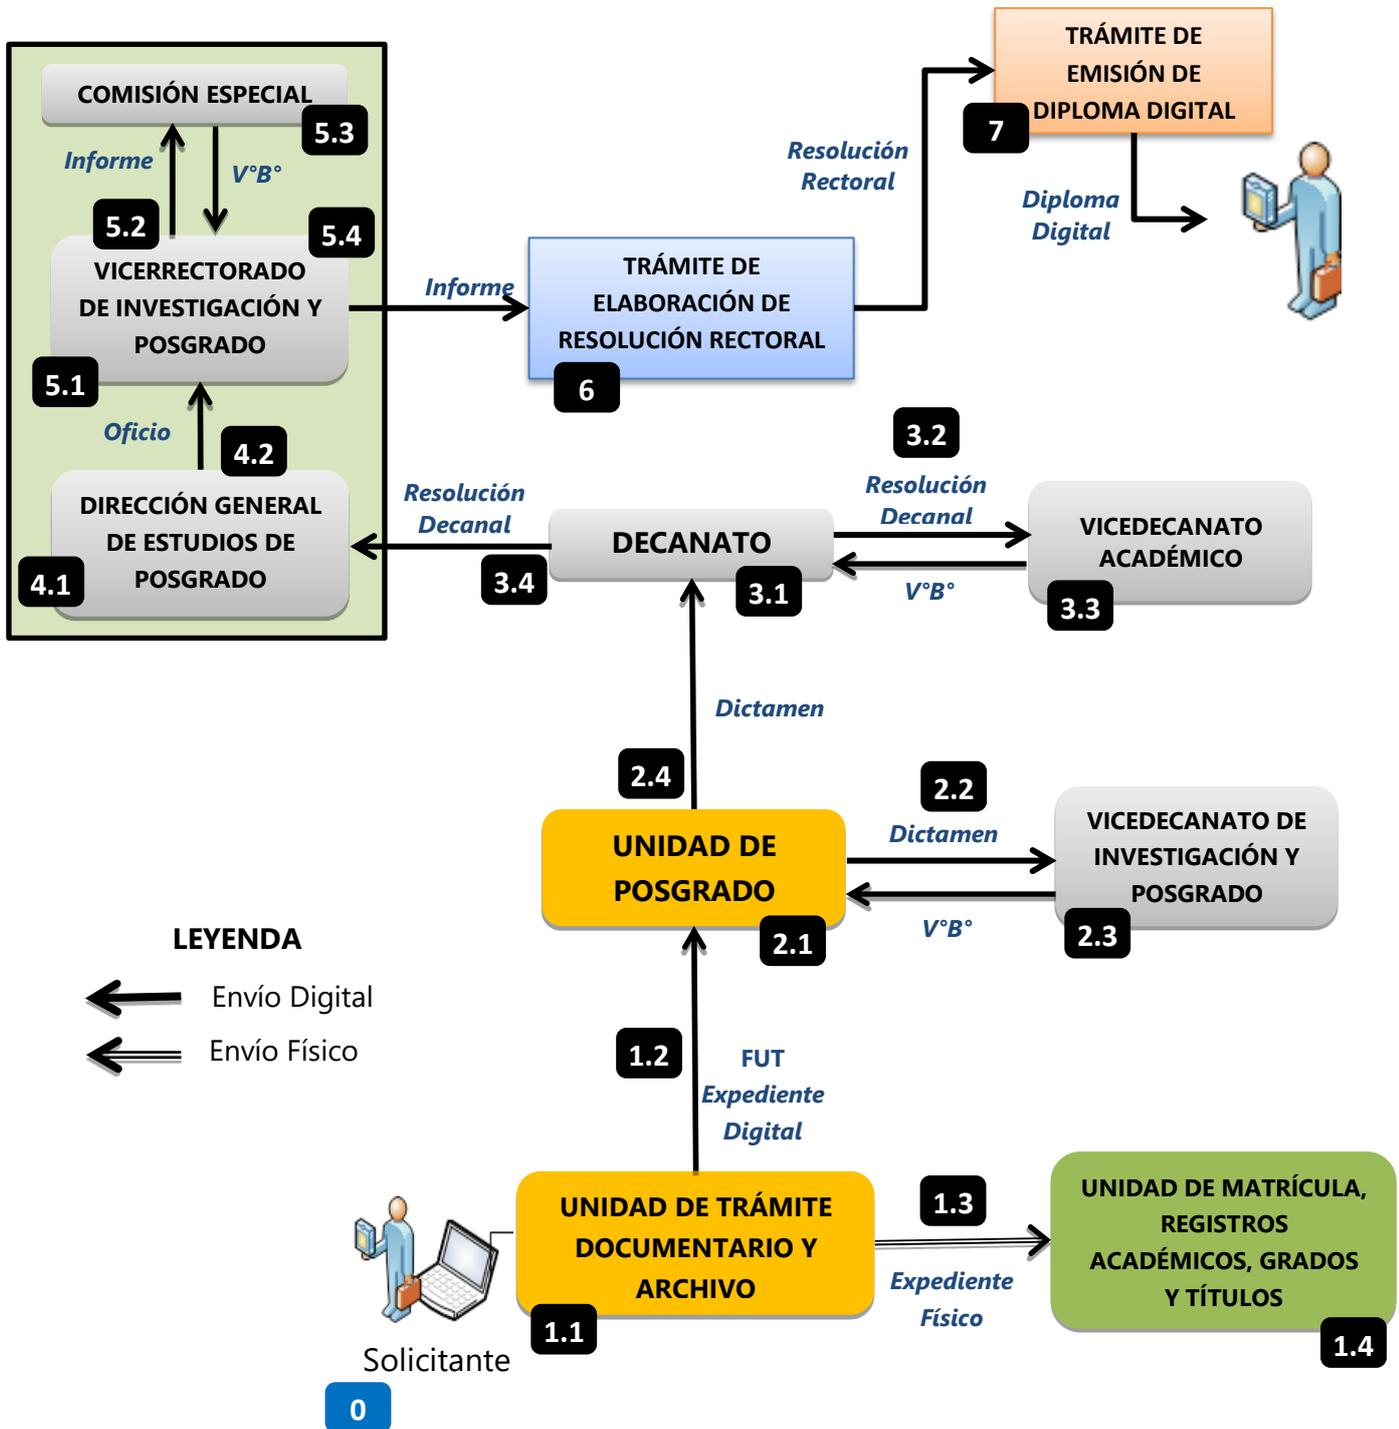 TRÁMITE DE
EMISIÓN DE
DIPLOMA DIGITAL
7
COMISIÓN ESPECIAL
5.3
Informe
V°B°
5.2
5.4
VICERRECTORADO
DE INVESTIGACIÓN Y
POSGRADO
5.1
Oficio
4.2
DIRECCIÓN GENERAL
DE ESTUDIOS DE
POSGRADO
4.1
Resolución
Rectoral
Diploma
Digital
Informe
TRÁMITE DE
ELABORACIÓN DE
RESOLUCIÓN RECTORAL
6
3.2
Resolución
Decanal
Resolución
Decanal
DECANATO
3.4
3.1
V°B°
VICEDECANATO
ACADÉMICO
3.3
Dictamen
2.4
2.2
Dictamen
UNIDAD DE
POSGRADO
2.1
V°B°
VICEDECANATO DE
INVESTIGACIÓN Y
POSGRADO
2.3
LEYENDA
Envío Digital
Envío Físico
1.2
FUT
Expediente
Digital
UNIDAD DE TRÁMITE
DOCUMENTARIO Y
ARCHIVO
1.1
1.3
Expediente
Físico
UNIDAD DE MATRÍCULA,
REGISTROS
ACADÉMICOS, GRADOS
Y TÍTULOS
1.4
Solicitante
0